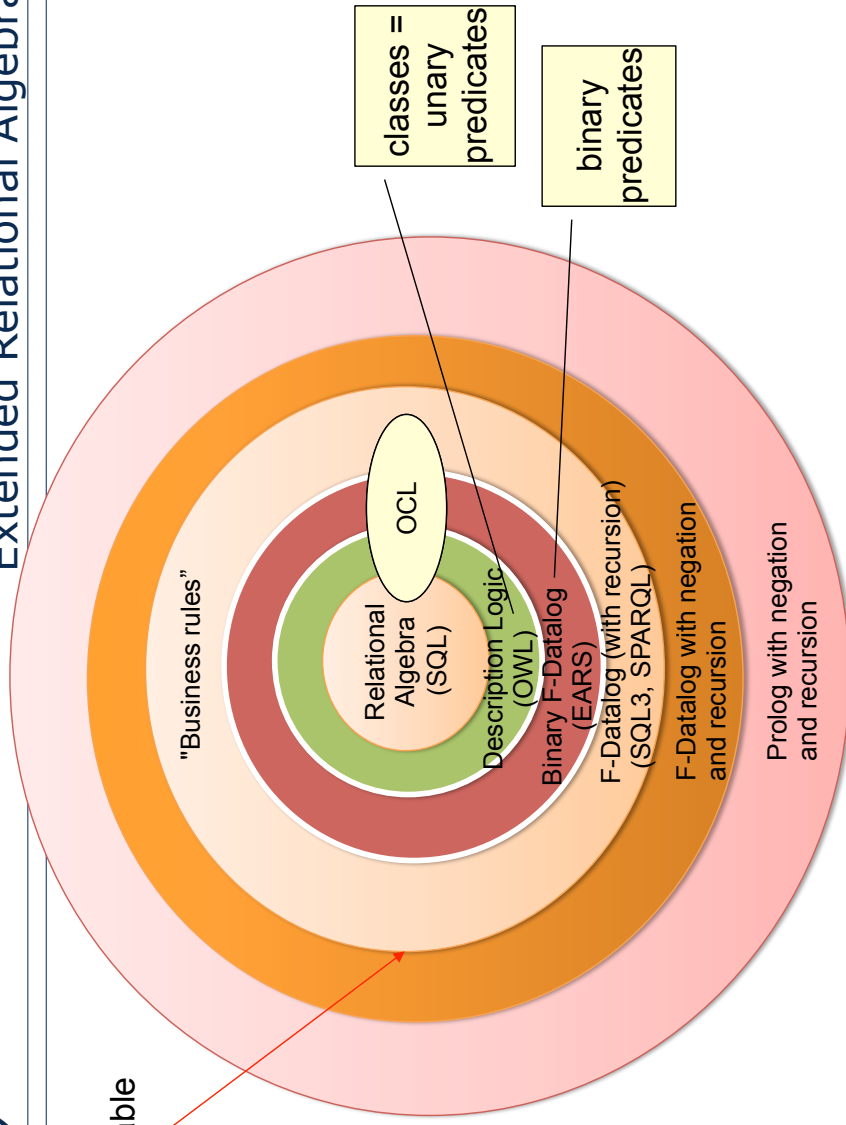 Extended Relational Algebra
"Business rules”
Relational
Algebra
(SQL)
OCL
Description Logic
(OWL)
Binary F-Datalog
(EARS)
F-Datalog (with recursion)
(SQL3, SPARQL)
F-Datalog with negation
and recursion
Prolog with negation
and recursion
classes =
unary
predicates
binary
predicates